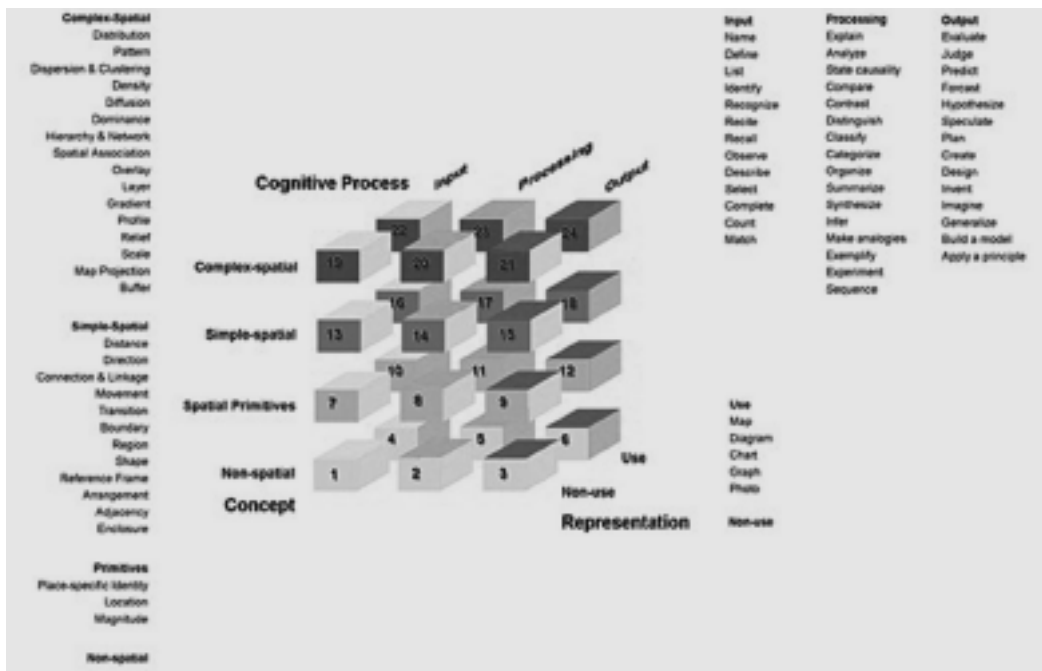 Complex-Spatial
Distribution
Pattern
Dispersion & Clustering
Density
Diffusion
Dominance
Hierarchy & Network
Spatial Association
Overlay
Layer
Gradient
Profile
Relief
Scale
Map Projection
Buffer
Simple-Spatial
Distance
Direction
Connection & Linkage
Movement
Transition
Boundary
Region
Shape
Reference Frame
Arrangement
Adjacency
Enclosure
Primitives
Place-specific Identity
Location
Magnitude
Non-spatial
Cognitive Process
Input
Processing
Output
22 23 24
Complex-spatial 19 20 21
16 17 18
Simple-spatial 13 14 15
10 11 12
Spatial Primitives 7 8 9
4 5 6
Use
Non-spatial 1 2 3
Non-use
Concept
Representation
Input
Name
Define
List
Identify
Recognize
Recite
Recall
Observe
Describe
Select
Complete
Count
Match
Processing
Explain
Analyze
State causality
Compare
Contrast
Distinguish
Classify
Categorize
Organize
Summarize
Synthesize
Infer
Make analogies
Exemplify
Experiment
Sequence
Output
Evaluate
Judge
Predict
Forcast
Hypothesize
Speculate
Plan
Create
Design
Invent
Imagine
Generalize
Build a model
Apply a principle
Use
Map
Diagram
Chart
Graph
Photo
Non-use